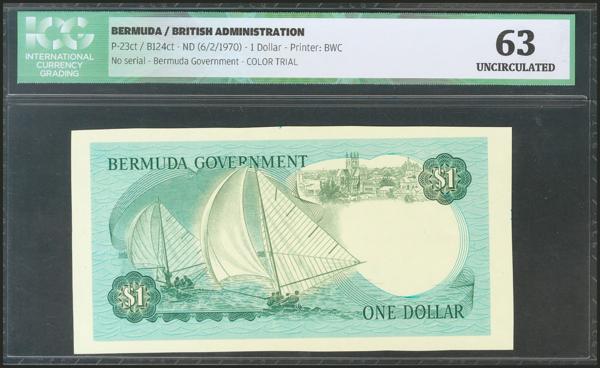 ICG
INTERNATIONAL
CURRENCY
GRADING
BERMUDA / BRITISH ADMINISTRATION
P-23ct / B124ct · ND (6/2/1970) - 1 Dollar - Printer: BWC
No serial - Bermuda Government - COLOR TRIAL
63
UNCIRCULATED
BERMUDA GOVERNMENT
$1
$1
ONE DOLLAR